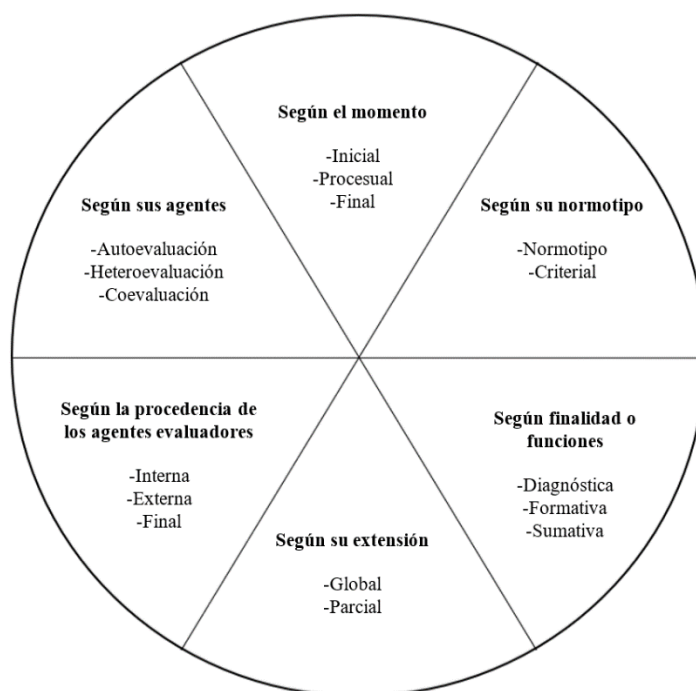 Según el momento
-Inicial
-Procesual
-Final
Según su normotipo
-Normotipo
-Criterial
Según finalidad o
funciones
-Diagnóstica
-Formativa
-Sumativa
Según su extensión
-Global
-Parcial
Según la procedencia de
los agentes evaluadores
-Interna
-Externa
-Final
Según sus agentes
-Autoevaluación
-Heteroevaluación
-Coevaluación